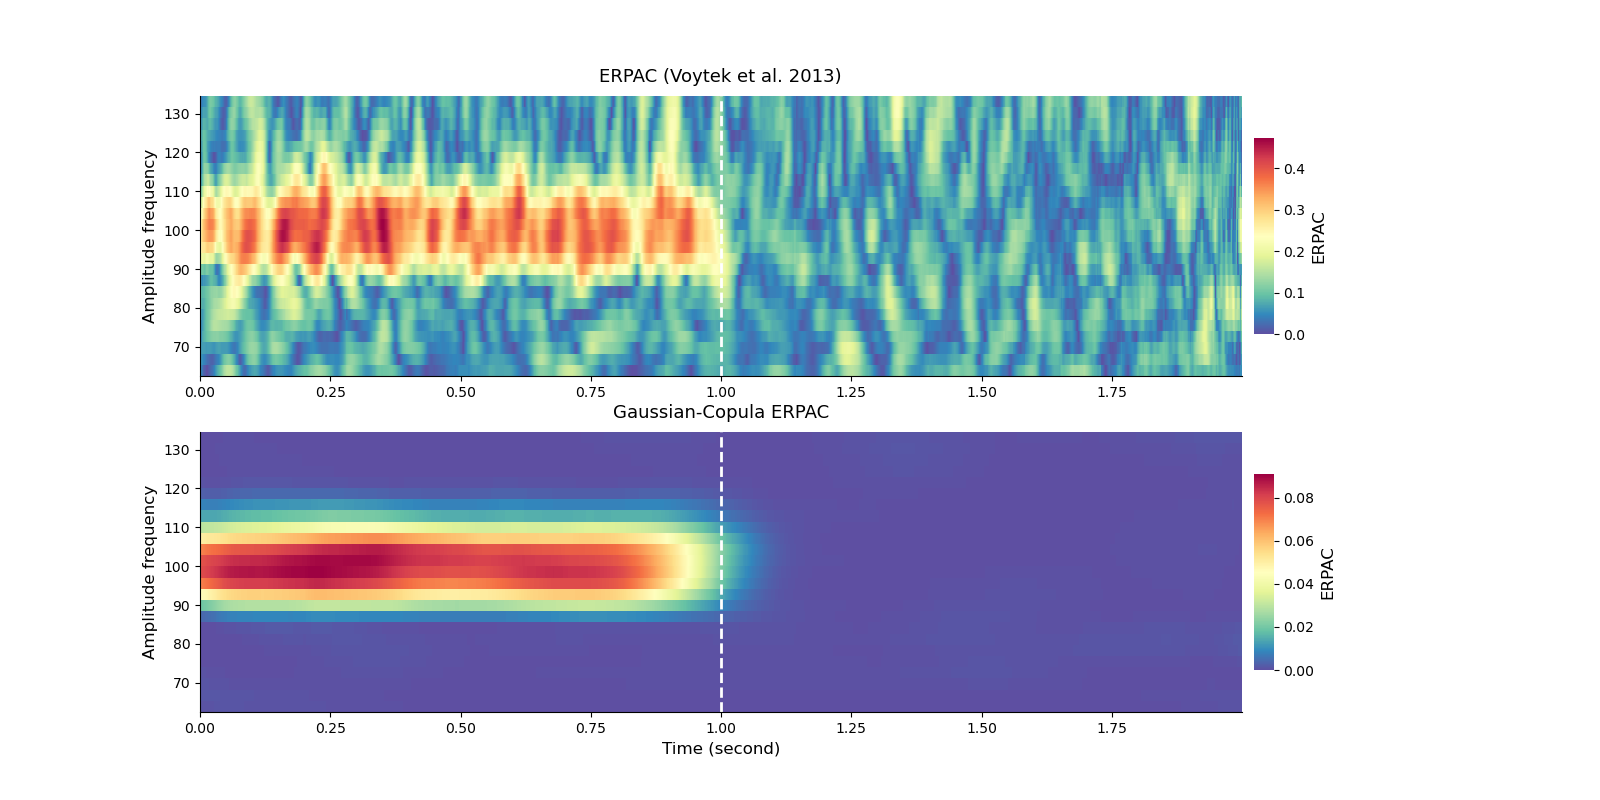 ERPAC (Voytek et al. 2013)
130
120
110
100
90
80
70
Amplitude frequency
0.00 0.25 0.50 0.75 1.00 1.25 1.50 1.75
0.4
0.3
0.2
0.1
0.0
ERPAC
Gaussian-Copula ERPAC
130
120
110
100
90
80
70
Amplitude frequency
0.00 0.25 0.50 0.75 1.00 1.25 1.50 1.75
Time (second)
0.08
0.06
0.04
0.02
0.00
ERPAC